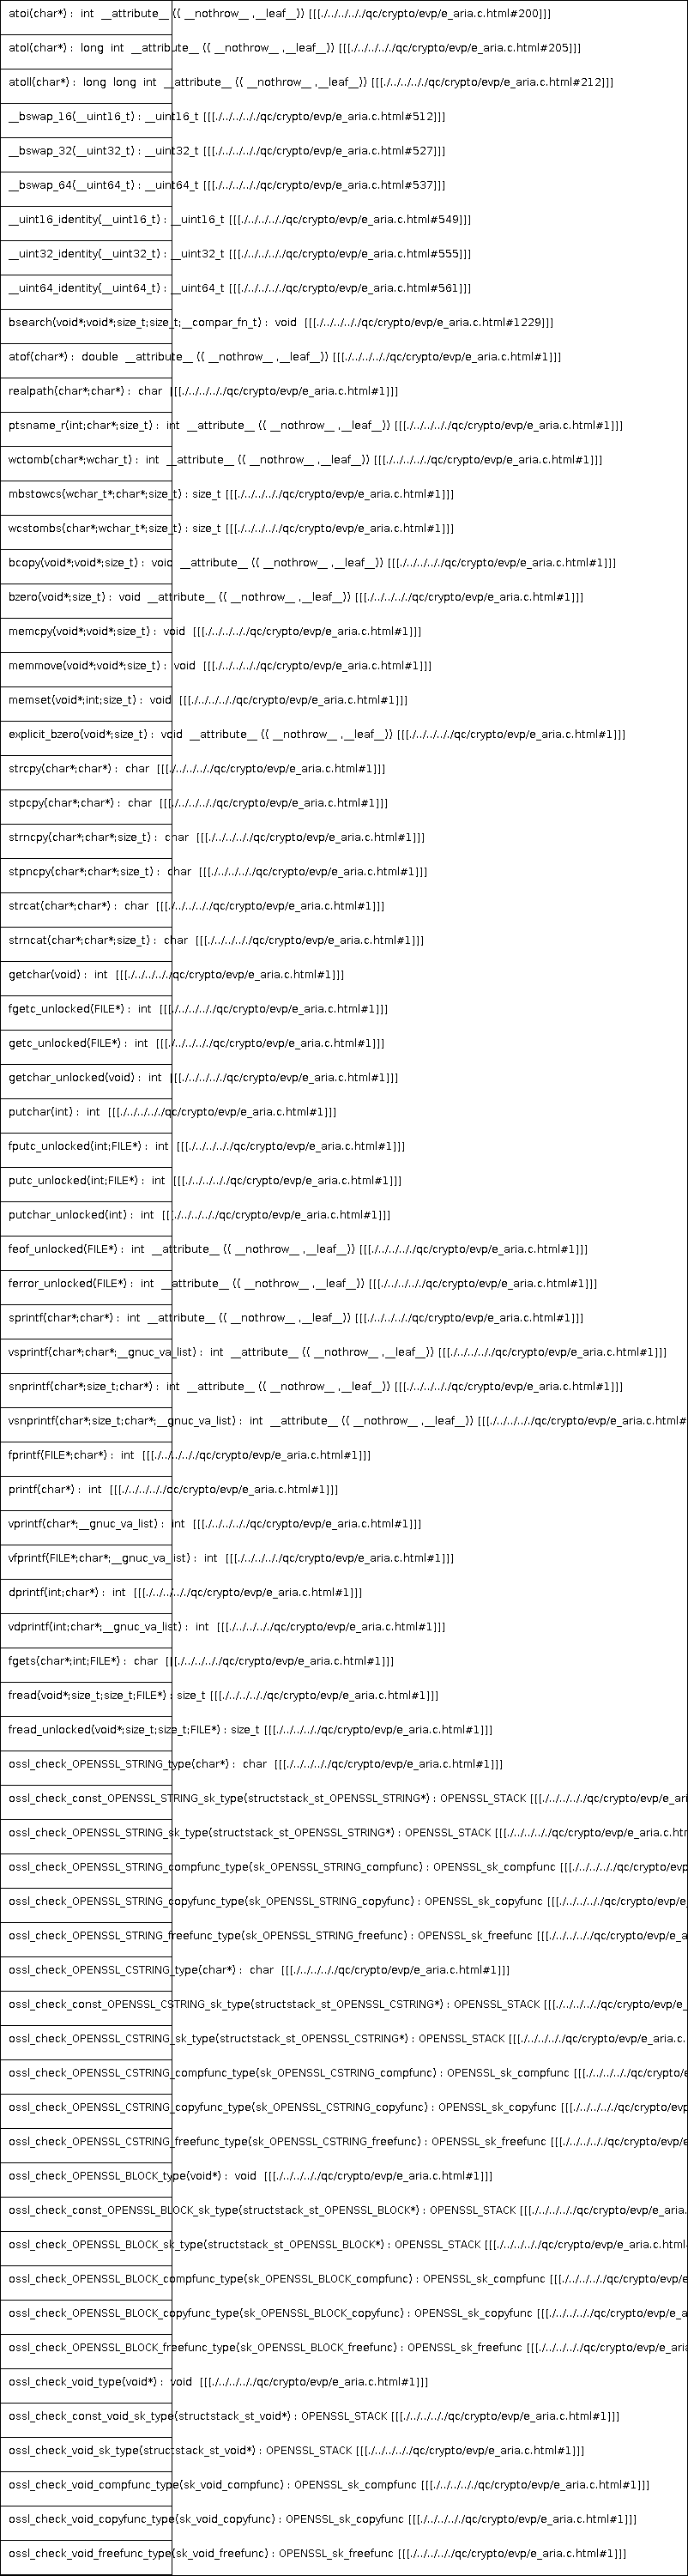 atoi(char*) :  int  __attribute__ (( __nothrow__ ,__leaf__)) [[[./../../../qc/crypto/evp/e_aria.c.html#200]]]
atol(char*) :  long  int  __attribute__ (( __nothrow__ ,__leaf__)) [[[./../../../qc/crypto/evp/e_aria.c.html#205]]]
atoll(char*) :  long  long  int  __attribute__ (( __nothrow__ ,__leaf__)) [[[./../../../qc/crypto/evp/e_aria.c.html#212]]]
__bswap_16(__uint16_t) : __uint16_t [[[./../../../qc/crypto/evp/e_aria.c.html#512]]]
__bswap_32(__uint32_t) : __uint32_t [[[./../../../qc/crypto/evp/e_aria.c.html#527]]]
__bswap_64(__uint64_t) : __uint64_t [[[./../../../qc/crypto/evp/e_aria.c.html#537]]]
__uint16_identity(__uint16_t) : __uint16_t [[[./../../../qc/crypto/evp/e_aria.c.html#549]]]
__uint32_identity(__uint32_t) : __uint32_t [[[./../../../qc/crypto/evp/e_aria.c.html#555]]]
__uint64_identity(__uint64_t) : __uint64_t [[[./../../../qc/crypto/evp/e_aria.c.html#561]]]
bsearch(void*;void*;size_t;size_t;__compar_fn_t) :  void  [[[./../../../qc/crypto/evp/e_aria.c.html#1229]]]
atof(char*) :  double  __attribute__ (( __nothrow__ ,__leaf__)) [[[./../../../qc/crypto/evp/e_aria.c.html#1]]]
realpath(char*;char*) :  char  [[[./../../../qc/crypto/evp/e_aria.c.html#1]]]
ptsname_r(int;char*;size_t) :  int  __attribute__ (( __nothrow__ ,__leaf__)) [[[./../../../qc/crypto/evp/e_aria.c.html#1]]]
wctomb(char*;wchar_t) :  int  __attribute__ (( __nothrow__ ,__leaf__)) [[[./../../../qc/crypto/evp/e_aria.c.html#1]]]
mbstowcs(wchar_t*;char*;size_t) : size_t [[[./../../../qc/crypto/evp/e_aria.c.html#1]]]
wcstombs(char*;wchar_t*;size_t) : size_t [[[./../../../qc/crypto/evp/e_aria.c.html#1]]]
bcopy(void*;void*;size_t) :  void  __attribute__ (( __nothrow__ ,__leaf__)) [[[./../../../qc/crypto/evp/e_aria.c.html#1]]]
bzero(void*;size_t) :  void  __attribute__ (( __nothrow__ ,__leaf__)) [[[./../../../qc/crypto/evp/e_aria.c.html#1]]]
memcpy(void*;void*;size_t) :  void  [[[./../../../qc/crypto/evp/e_aria.c.html#1]]]
memmove(void*;void*;size_t) :  void  [[[./../../../qc/crypto/evp/e_aria.c.html#1]]]
memset(void*;int;size_t) :  void  [[[./../../../qc/crypto/evp/e_aria.c.html#1]]]
explicit_bzero(void*;size_t) :  void  __attribute__ (( __nothrow__ ,__leaf__)) [[[./../../../qc/crypto/evp/e_aria.c.html#1]]]
strcpy(char*;char*) :  char  [[[./../../../qc/crypto/evp/e_aria.c.html#1]]]
stpcpy(char*;char*) :  char  [[[./../../../qc/crypto/evp/e_aria.c.html#1]]]
strncpy(char*;char*;size_t) :  char  [[[./../../../qc/crypto/evp/e_aria.c.html#1]]]
stpncpy(char*;char*;size_t) :  char  [[[./../../../qc/crypto/evp/e_aria.c.html#1]]]
strcat(char*;char*) :  char  [[[./../../../qc/crypto/evp/e_aria.c.html#1]]]
strncat(char*;char*;size_t) :  char  [[[./../../../qc/crypto/evp/e_aria.c.html#1]]]
getchar(void) :  int  [[[./../../../qc/crypto/evp/e_aria.c.html#1]]]
fgetc_unlocked(FILE*) :  int  [[[./../../../qc/crypto/evp/e_aria.c.html#1]]]
getc_unlocked(FILE*) :  int  [[[./../../../qc/crypto/evp/e_aria.c.html#1]]]
getchar_unlocked(void) :  int  [[[./../../../qc/crypto/evp/e_aria.c.html#1]]]
putchar(int) :  int  [[[./../../../qc/crypto/evp/e_aria.c.html#1]]]
fputc_unlocked(int;FILE*) :  int  [[[./../../../qc/crypto/evp/e_aria.c.html#1]]]
putc_unlocked(int;FILE*) :  int  [[[./../../../qc/crypto/evp/e_aria.c.html#1]]]
putchar_unlocked(int) :  int  [[[./../../../qc/crypto/evp/e_aria.c.html#1]]]
feof_unlocked(FILE*) :  int  __attribute__ (( __nothrow__ ,__leaf__)) [[[./../../../qc/crypto/evp/e_aria.c.html#1]]]
ferror_unlocked(FILE*) :  int  __attribute__ (( __nothrow__ ,__leaf__)) [[[./../../../qc/crypto/evp/e_aria.c.html#1]]]
sprintf(char*;char*) :  int  __attribute__ (( __nothrow__ ,__leaf__)) [[[./../../../qc/crypto/evp/e_aria.c.html#1]]]
vsprintf(char*;char*;__gnuc_va_list) :  int  __attribute__ (( __nothrow__ ,__leaf__)) [[[./../../../qc/crypto/evp/e_aria.c.html#1]]]
snprintf(char*;size_t;char*) :  int  __attribute__ (( __nothrow__ ,__leaf__)) [[[./../../../qc/crypto/evp/e_aria.c.html#1]]]
vsnprintf(char*;size_t;char*;__gnuc_va_list) :  int  __attribute__ (( __nothrow__ ,__leaf__)) [[[./../../../qc/crypto/evp/e_aria.c.html#
fprintf(FILE*;char*) :  int  [[[./../../../qc/crypto/evp/e_aria.c.html#1]]]
printf(char*) :  int  [[[./../../../qc/crypto/evp/e_aria.c.html#1]]]
vprintf(char*;__gnuc_va_list) :  int  [[[./../../../qc/crypto/evp/e_aria.c.html#1]]]
vfprintf(FILE*;char*;__gnuc_va_list) :  int  [[[./../../../qc/crypto/evp/e_aria.c.html#1]]]
dprintf(int;char*) :  int  [[[./../../../qc/crypto/evp/e_aria.c.html#1]]]
vdprintf(int;char*;__gnuc_va_list) :  int  [[[./../../../qc/crypto/evp/e_aria.c.html#1]]]
fgets(char*;int;FILE*) :  char  [[[./../../../qc/crypto/evp/e_aria.c.html#1]]]
fread(void*;size_t;size_t;FILE*) : size_t [[[./../../../qc/crypto/evp/e_aria.c.html#1]]]
fread_unlocked(void*;size_t;size_t;FILE*) : size_t [[[./../../../qc/crypto/evp/e_aria.c.html#1]]]
ossl_check_OPENSSL_STRING_type(char*) :  char  [[[./../../../qc/crypto/evp/e_aria.c.html#1]]]
ossl_check_const_OPENSSL_STRING_sk_type(structstack_st_OPENSSL_STRING*) : OPENSSL_STACK [[[./../../../qc/crypto/evp/e_ari
ossl_check_OPENSSL_STRING_sk_type(structstack_st_OPENSSL_STRING*) : OPENSSL_STACK [[[./../../../qc/crypto/evp/e_aria.c.htm
ossl_check_OPENSSL_STRING_compfunc_type(sk_OPENSSL_STRING_compfunc) : OPENSSL_sk_compfunc [[[./../../../qc/crypto/evp
ossl_check_OPENSSL_STRING_copyfunc_type(sk_OPENSSL_STRING_copyfunc) : OPENSSL_sk_copyfunc [[[./../../../qc/crypto/evp/e_
ossl_check_OPENSSL_STRING_freefunc_type(sk_OPENSSL_STRING_freefunc) : OPENSSL_sk_freefunc [[[./../../../qc/crypto/evp/e_a
ossl_check_OPENSSL_CSTRING_type(char*) :  char  [[[./../../../qc/crypto/evp/e_aria.c.html#1]]]
ossl_check_const_OPENSSL_CSTRING_sk_type(structstack_st_OPENSSL_CSTRING*) : OPENSSL_STACK [[[./../../../qc/crypto/evp/e_
ossl_check_OPENSSL_CSTRING_sk_type(structstack_st_OPENSSL_CSTRING*) : OPENSSL_STACK [[[./../../../qc/crypto/evp/e_aria.c.
ossl_check_OPENSSL_CSTRING_compfunc_type(sk_OPENSSL_CSTRING_compfunc) : OPENSSL_sk_compfunc [[[./../../../qc/crypto/e
ossl_check_OPENSSL_CSTRING_copyfunc_type(sk_OPENSSL_CSTRING_copyfunc) : OPENSSL_sk_copyfunc [[[./../../../qc/crypto/evp
ossl_check_OPENSSL_CSTRING_freefunc_type(sk_OPENSSL_CSTRING_freefunc) : OPENSSL_sk_freefunc [[[./../../../qc/crypto/evp/e
ossl_check_OPENSSL_BLOCK_type(void*) :  void  [[[./../../../qc/crypto/evp/e_aria.c.html#1]]]
ossl_check_const_OPENSSL_BLOCK_sk_type(structstack_st_OPENSSL_BLOCK*) : OPENSSL_STACK [[[./../../../qc/crypto/evp/e_aria.
ossl_check_OPENSSL_BLOCK_sk_type(structstack_st_OPENSSL_BLOCK*) : OPENSSL_STACK [[[./../../../qc/crypto/evp/e_aria.c.html
ossl_check_OPENSSL_BLOCK_compfunc_type(sk_OPENSSL_BLOCK_compfunc) : OPENSSL_sk_compfunc [[[./../../../qc/crypto/evp/e
ossl_check_OPENSSL_BLOCK_copyfunc_type(sk_OPENSSL_BLOCK_copyfunc) : OPENSSL_sk_copyfunc [[[./../../../qc/crypto/evp/e_a
ossl_check_OPENSSL_BLOCK_freefunc_type(sk_OPENSSL_BLOCK_freefunc) : OPENSSL_sk_freefunc [[[./../../../qc/crypto/evp/e_aria
ossl_check_void_type(void*) :  void  [[[./../../../qc/crypto/evp/e_aria.c.html#1]]]
ossl_check_const_void_sk_type(structstack_st_void*) : OPENSSL_STACK [[[./../../../qc/crypto/evp/e_aria.c.html#1]]]
ossl_check_void_sk_type(structstack_st_void*) : OPENSSL_STACK [[[./../../../qc/crypto/evp/e_aria.c.html#1]]]
ossl_check_void_compfunc_type(sk_void_compfunc) : OPENSSL_sk_compfunc [[[./../../../qc/crypto/evp/e_aria.c.html#1]]]
ossl_check_void_copyfunc_type(sk_void_copyfunc) : OPENSSL_sk_copyfunc [[[./../../../qc/crypto/evp/e_aria.c.html#1]]]
ossl_check_void_freefunc_type(sk_void_freefunc) : OPENSSL_sk_freefunc [[[./../../../qc/crypto/evp/e_aria.c.html#1]]]